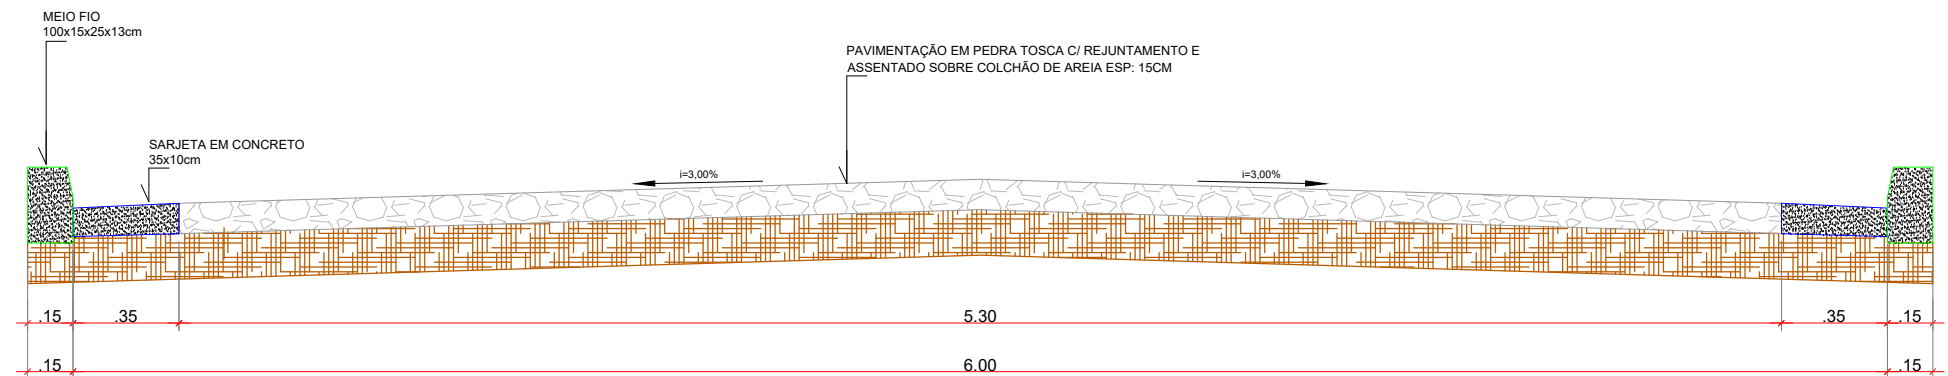 MEIO FIO
100x15x25x13cm
PAVIMENTAÇÃO EM PEDRA TOSCA C/ REJUNTAMENTO E
ASSENTADO SOBRE COLCHÃO DE AREIA ESP: 15CM
SARJETA EM CONCRETO
35x10cm
i=3,00%
i=3,00%
.15
.35
5.30
.35
.15
.15
6.00
.15